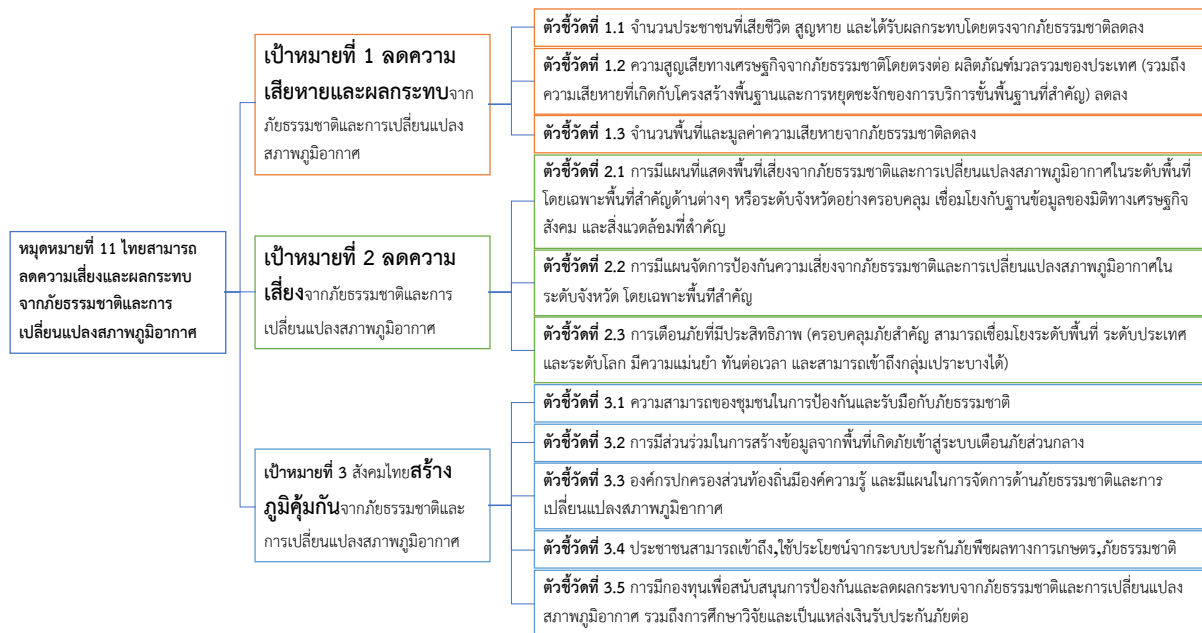 หมุดหมายที่ 11 ไทยสามารถ
ลดความเสี่ยงและผลกระทบ
จากภัยธรรมชาติและการ
เปลี่ยนแปลงสภาพภูมิอากาศ
เป้าหมายที่ 1 ลดความ
เสียหายและผลกระทบจาก
ภัยธรรมชาติและการเปลี่ยนแปลง
สภาพภูมิอากาศ
ตัวชี้วัดที่ 1.1 จำนวนประชาชนที่เสียชีวิต สูญหาย และได้รับผลกระทบโดยตรงจากภัยธรรมชาติลดลง
ตัวชี้วัดที่ 1.2 ความสูญเสียทางเศรษฐกิจจากภัยธรรมชาติโดยตรงต่อ ผลิตภัณฑ์มวลรวมของประเทศ (รวมถึง
ความเสียหายที่เกิดกับโครงสร้างพื้นฐานและการหยุดชะงักของการบริการขั้นพื้นฐานที่สำคัญ) ลดลง
ตัวชี้วัดที่ 1.3 จำนวนพื้นที่และมูลค่าความเสียหายจากภัยธรรมชาติลดลง
เป้าหมายที่ 2 ลดความ
เสี่ยงจากภัยธรรมชาติและการ
เปลี่ยนแปลงสภาพภูมิอากาศ
ตัวชี้วัดที่ 2.1 การมีแผนที่แสดงพื้นที่เสี่ยงจากภัยธรรมชาติและการเปลี่ยนแปลงสภาพภูมิอากาศในระดับพื้นที่
โดยเฉพาะพื้นที่สำคัญด้านต่างๆ หรือระดับจังหวัดอย่างครอบคลุม เชื่อมโยงกับฐานข้อมูลของมิติทางเศรษฐกิจ
สังคม และสิ่งแวดล้อมที่สำคัญ
ตัวชี้วัดที่ 2.2 การมีแผนจัดการป้องกันความเสี่ยงจากภัยธรรมชาติและการเปลี่ยนแปลงสภาพภูมิอากาศใน
ระดับจังหวัด โดยเฉพาะพื้นที่สำคัญ
ตัวชี้วัดที่ 2.3 การเตือนภัยที่มีประสิทธิภาพ (ครอบคลุมภัยสำคัญ สามารถเชื่อมโยงระดับพื้นที่ ระดับประเทศ
และระดับโลก มีความแม่นยำ ทันต่อเวลา และสามารถเข้าถึงกลุ่มเปราะบางได้)
เป้าหมายที่ 3 สังคมไทยสร้าง
ภูมิคุ้มกันจากภัยธรรมชาติและ
การเปลี่ยนแปลงสภาพภูมิอากาศ
ตัวชี้วัดที่ 3.1 ความสามารถของชุมชนในการป้องกันและรับมือกับภัยธรรมชาติ
ตัวชี้วัดที่ 3.2 การมีส่วนร่วมในการสร้างข้อมูลจากพื้นที่เกิดภัยเข้าสู่ระบบเตือนภัยส่วนกลาง
ตัวชี้วัดที่ 3.3 องค์กรปกครองส่วนท้องถิ่นมีองค์ความรู้ และมีแผนในการจัดการด้านภัยธรรมชาติและการ
เปลี่ยนแปลงสภาพภูมิอากาศ
ตัวชี้วัดที่ 3.4 ประชาชนสามารถเข้าถึง,ใช้ประโยชน์จากระบบประกันภัยพืชผลทางการเกษตร,ภัยธรรมชาติ
ตัวชี้วัดที่ 3.5 การมีกองทุนเพื่อสนับสนุนการป้องกันและลดผลกระทบจากภัยธรรมชาติและการเปลี่ยนแปลง
สภาพภูมิอากาศ รวมถึงการศึกษาวิจัยและเป็นแหล่งเงินรับประกันภัยต่อ